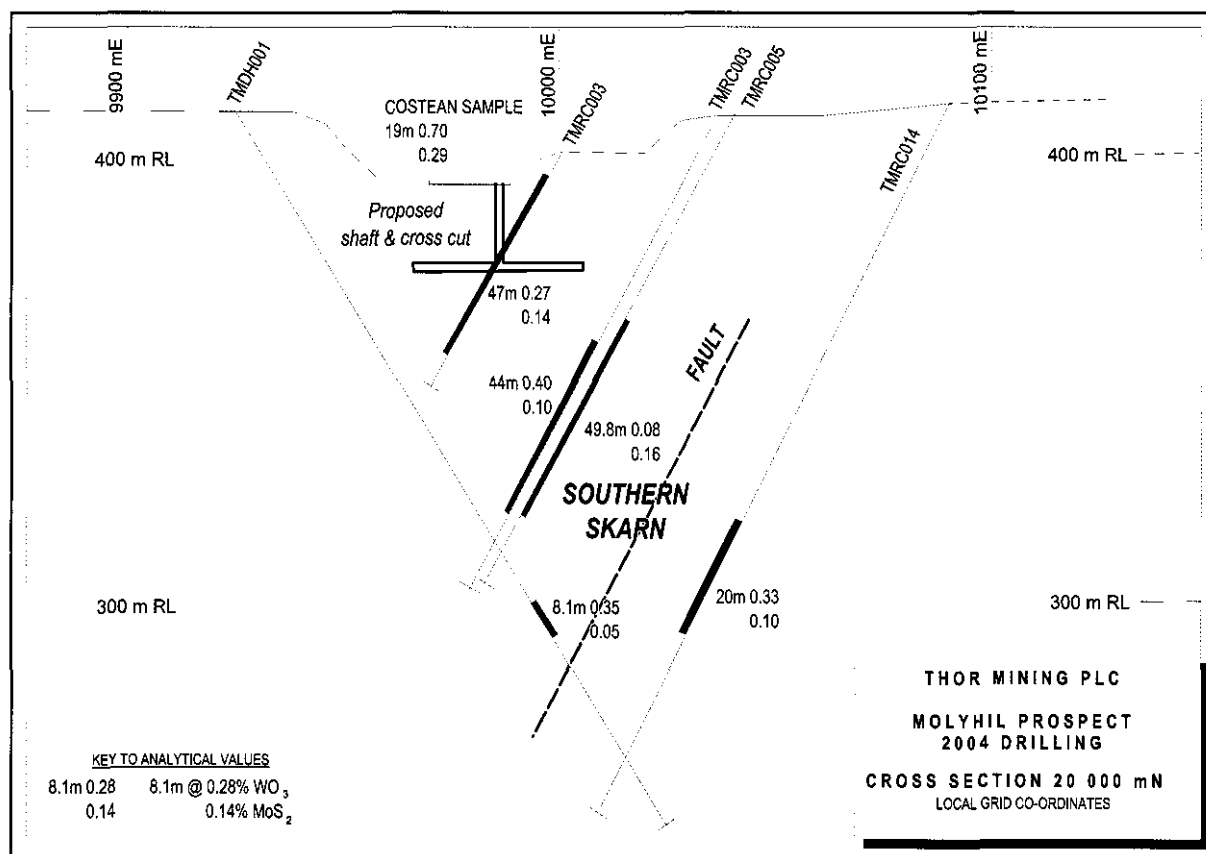 9900 mE
TMDH001
10000 mE
TMRC003
TMRC003
TMRC005
10100 mE
COSTEAN SAMPLE
19m 0.70
0.29
400 m RL
400 m RL
TMRC014
Proposed
shaft & cross cut
47m 0.27
0.14
FAULT
44m 0.40
0.10
49.8m 0.08
0.16
SOUTHERN
SKARN
300 m RL
8.1m 0.35
0.05
20m 0.33
0.10
300 m RL
THOR MINING PLC
MOLYHIL PROSPECT
2004 DRILLING
CROSS SECTION 20 000 mN
LOCAL GRID CO-ORDINATES
KEY TO ANALYTICAL VALUES
8.1m 0.28 8.1m @ 0.28% WO₃
0.14 0.14% MoS₂